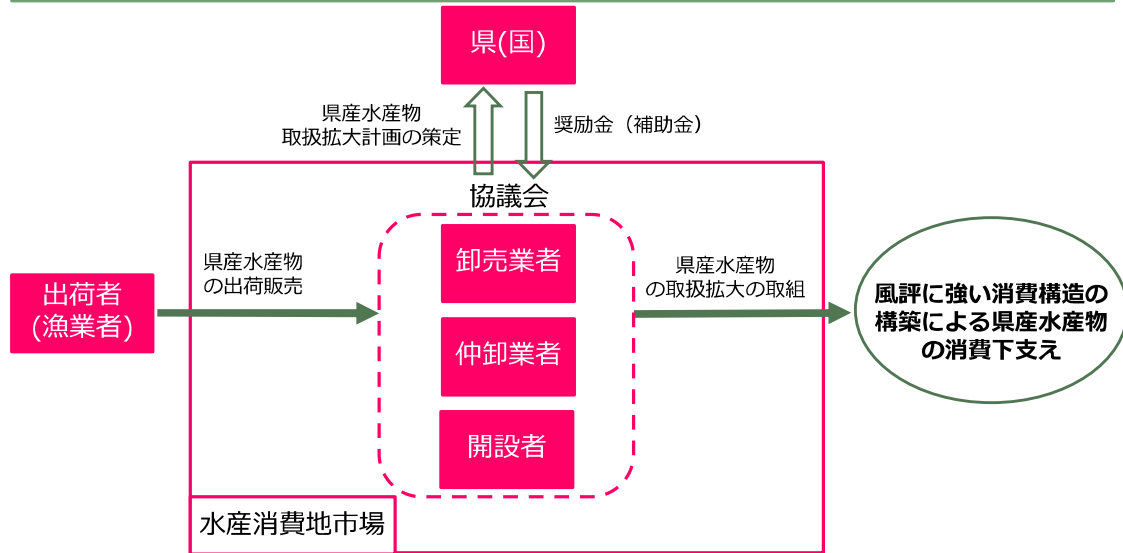 県(国)
県産水産物
取扱拡大計画の策定
奨励金（補助金）
協議会
卸売業者
仲卸業者
開設者
県産水産物
の出荷販売
出荷者
(漁業者)
県産水産物
の取扱拡大の取組
風評に強い消費構造の
構築による県産水産物
の消費下支え
水産消費地市場